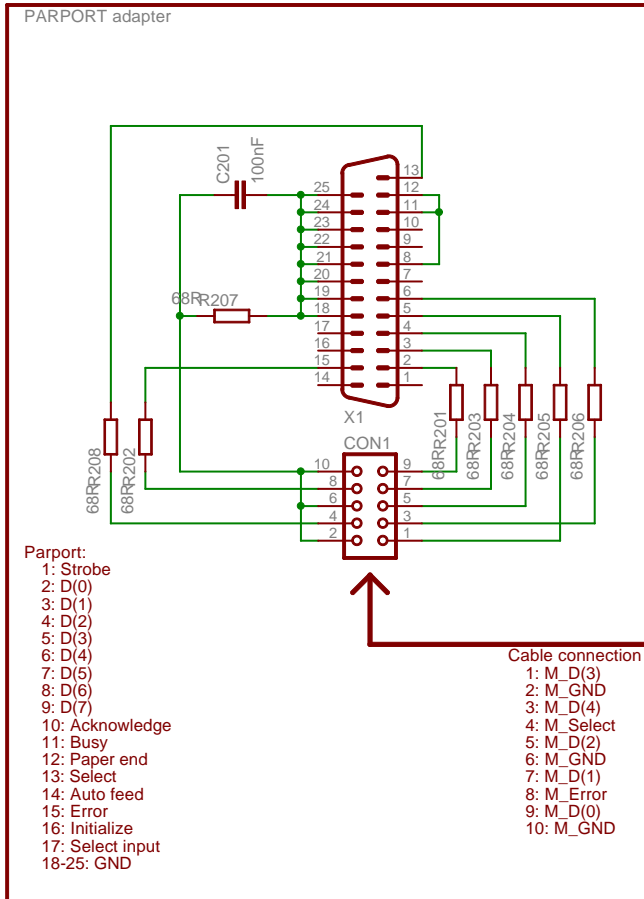 PARPORT adapter
C201
100nF
13
25
12
24
11
23
10
22
9
21
8
20
7
19
6
68R
R207
18
5
17
4
16
3
15
2
14
1
X1
CON1
68R
R208
68R
R202
68R
R201
68R
R203
68R
R204
68R
R205
68R
R206
10
9
8
7
6
5
4
3
2
1
Parport:
1: Strobe
2: D(0)
3: D(1)
4: D(2)
5: D(3)
6: D(4)
7: D(5)
8: D(6)
9: D(7)
10: Acknowledge
11: Busy
12: Paper end
13: Select
14: Auto feed
15: Error
16: Initialize
17: Select input
18-25: GND
Cable connection
1: M_D(3)
2: M_GND
3: M_D(4)
4: M_Select
5: M_D(2)
6: M_GND
7: M_D(1)
8: M_Error
9: M_D(0)
10: M_GND